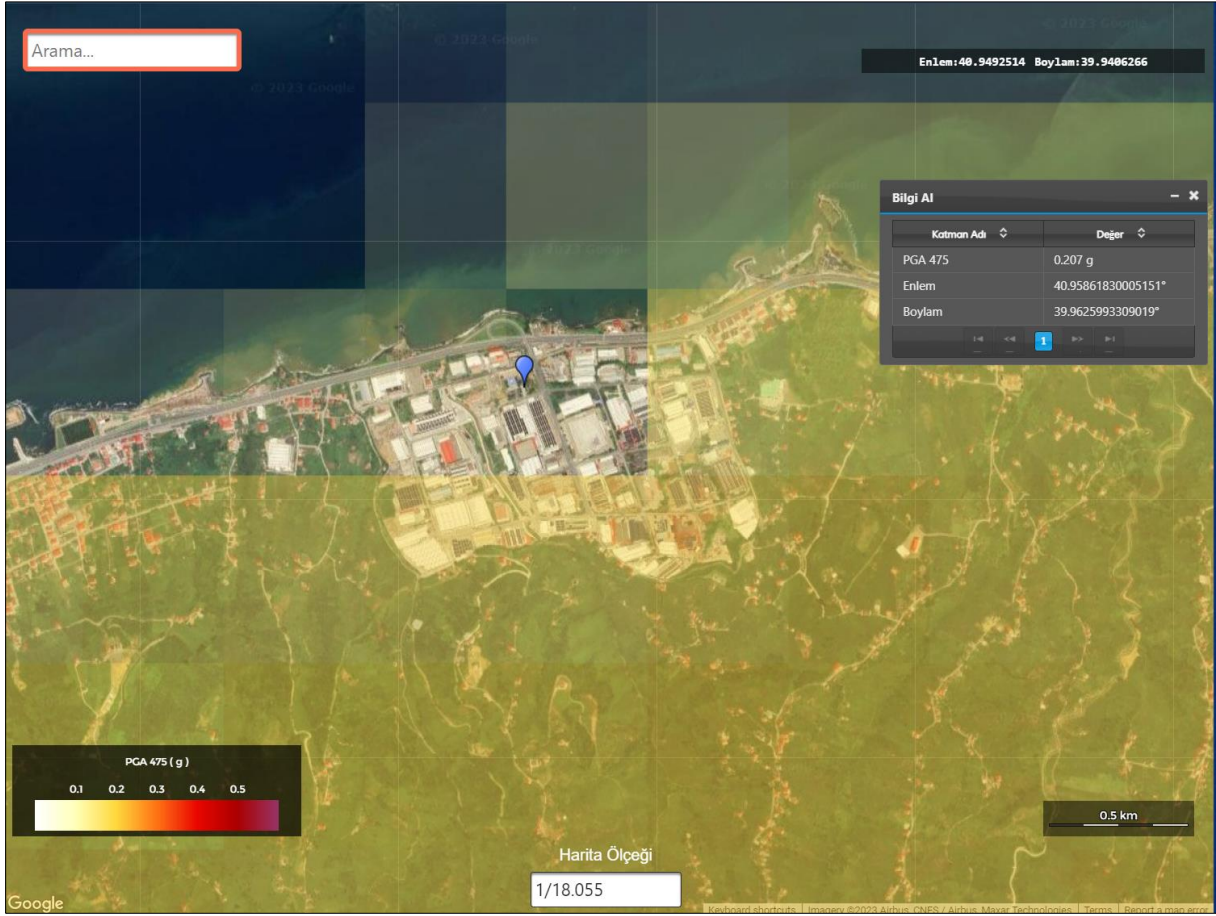 © 2023 Google
© 2023 Google
© 2023 Google
Arama...
Enlem:40.9492514 Boylam:39.9406266
Bilgi Al
Katman Adı Değer
PGA 475 0.207 g
Enlem 40.95861830005151°
Boylam 39.9625993309019°
1
PGA 475 ( g )
0.1 0.2 0.3 0.4 0.5
0.5 km
Harita Ölçeği
1/18.055
Google
Keyboard shortcuts Imagery ©2023 Airbus, CNES / Airbus, Maxar Technologies Terms Report a map error